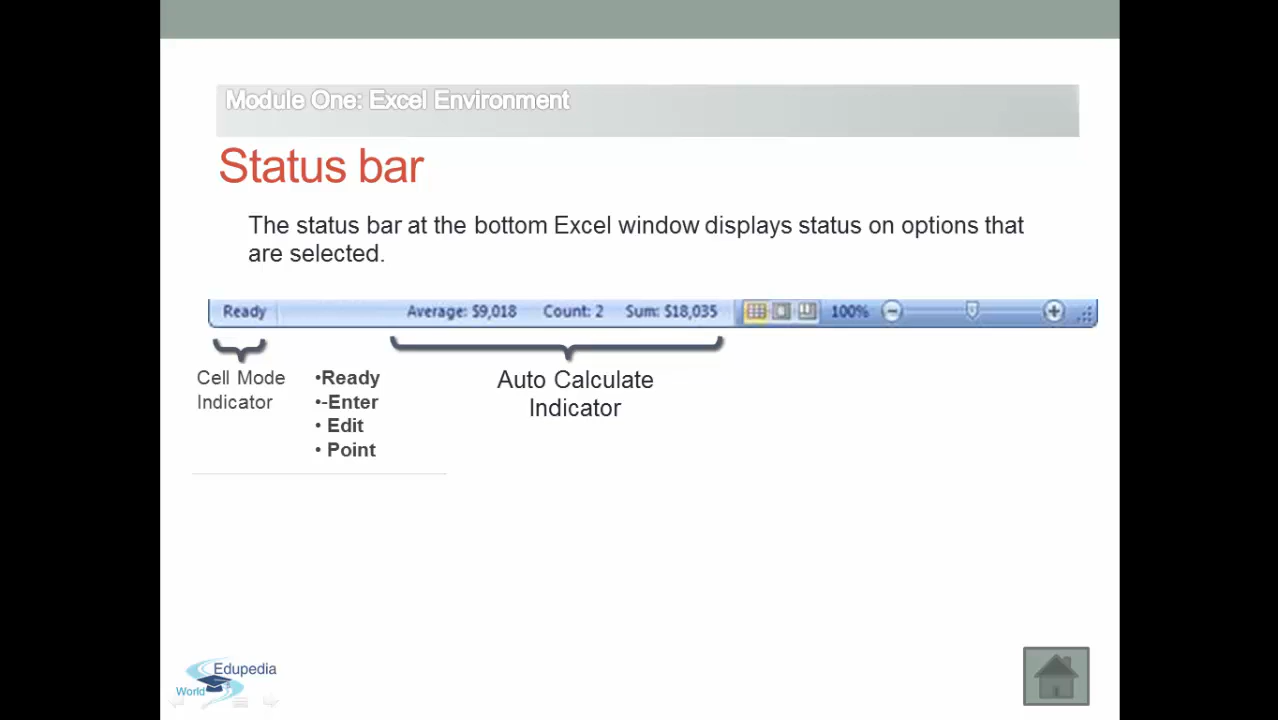 Module One: Excel Environment
Status bar
The status bar at the bottom Excel window displays status on options that
are selected.
Ready Average: $9,018 Count: 2 Sum: $18,035 100%
Cell Mode
Indicator
•Ready
•-Enter
• Edit
• Point
Auto Calculate
Indicator
Edupedia
World